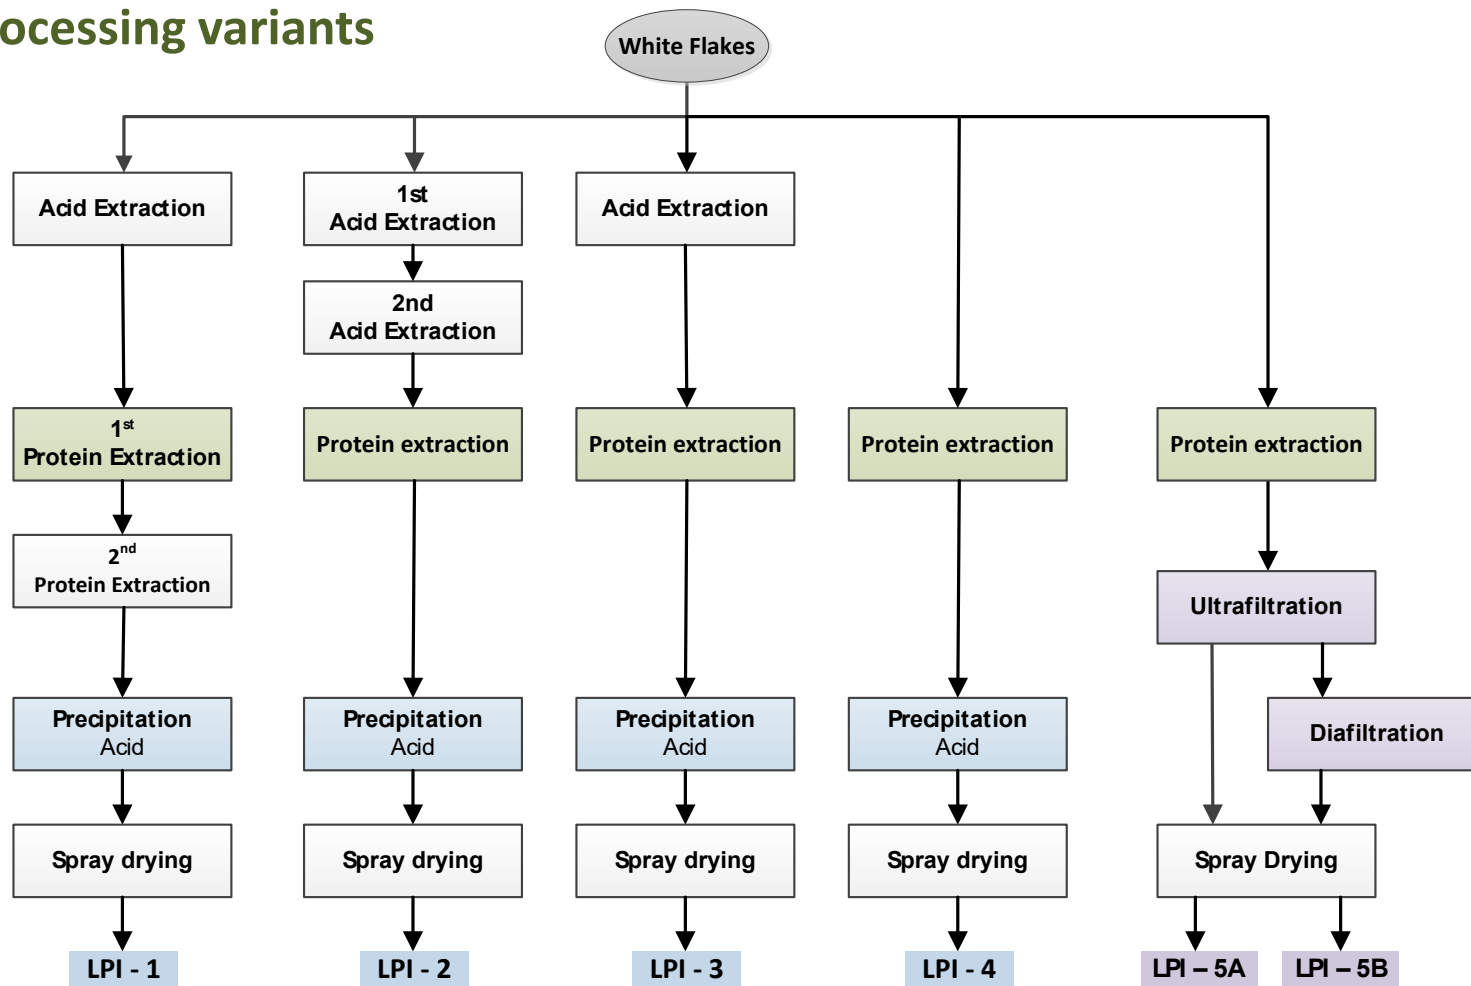 ocessing variants
White Flakes
Acid Extraction
1st
Acid Extraction
2nd
Acid Extraction
Acid Extraction
1st
Protein Extraction
Protein extraction
Protein extraction
Protein extraction
Protein extraction
2nd
Protein Extraction
Ultrafiltration
Precipitation
Acid
Precipitation
Acid
Precipitation
Acid
Precipitation
Acid
Diafiltration
Spray drying
Spray drying
Spray drying
Spray drying
Spray Drying
LPI - 1
LPI - 2
LPI - 3
LPI - 4
LPI – 5A
LPI – 5B